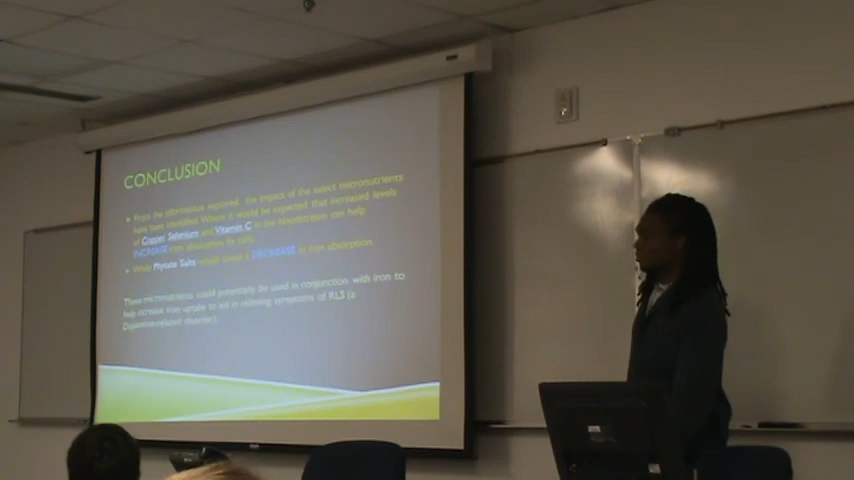 CONCLUSION
From the information explored, the impact of the select micronutrients
have been identified. Where it would be expected that increased levels
of Copper, Selenium and Vitamin C in the bloodstream can help
INCREASE iron absorption by cells.
While Phytate Salts would cause a DECREASE in iron absorption
These micronutrients could potentially be used in conjunction with iron to
help increase iron uptake to aid in relieving symptoms of RLS (a
Dopamine-related disorder).